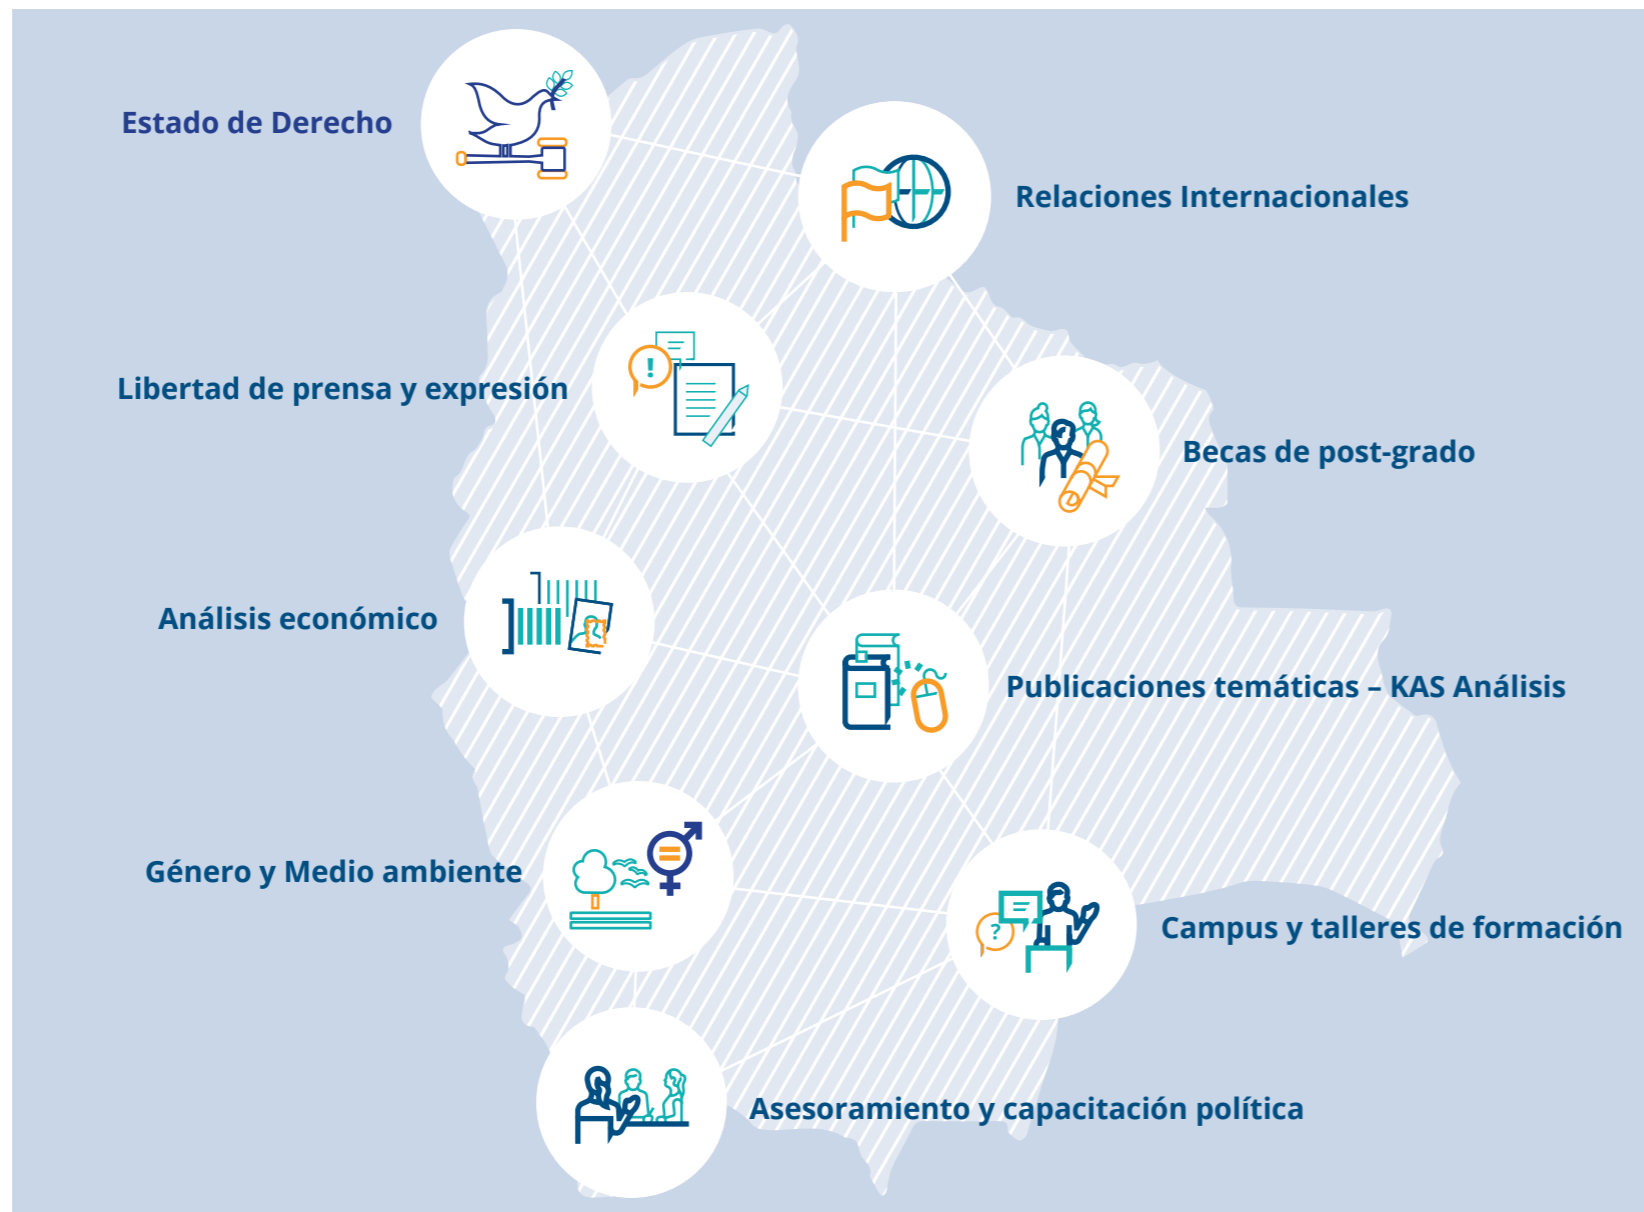 Estado de Derecho
Relaciones Internacionales
Libertad de prensa y expresión
Becas de post-grado
Análisis económico
Publicaciones temáticas – KAS Análisis
Género y Medio ambiente
Campus y talleres de formación
Asesoramiento y capacitación política